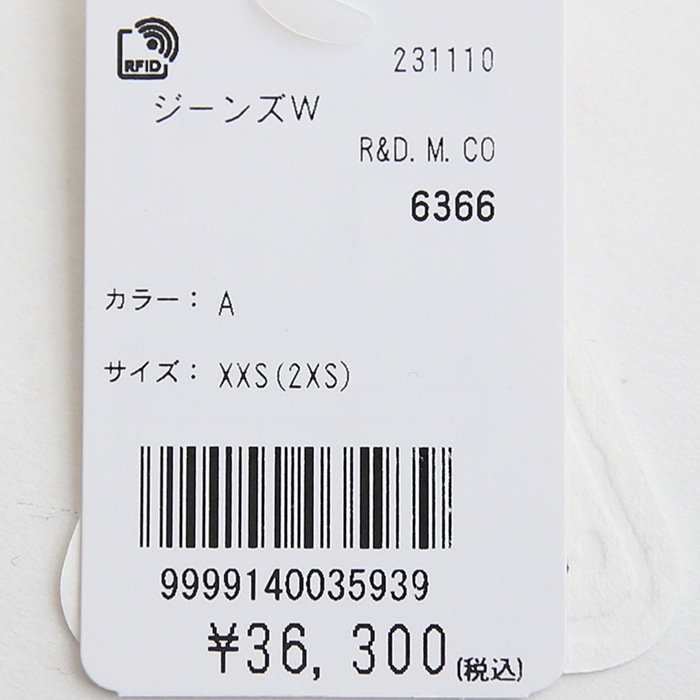 RFID
231110
ジーンズW
R&D. M. CO
6366
カラー： A
サイズ： XXS(2XS)
9999140035939
¥36, 300(税込)